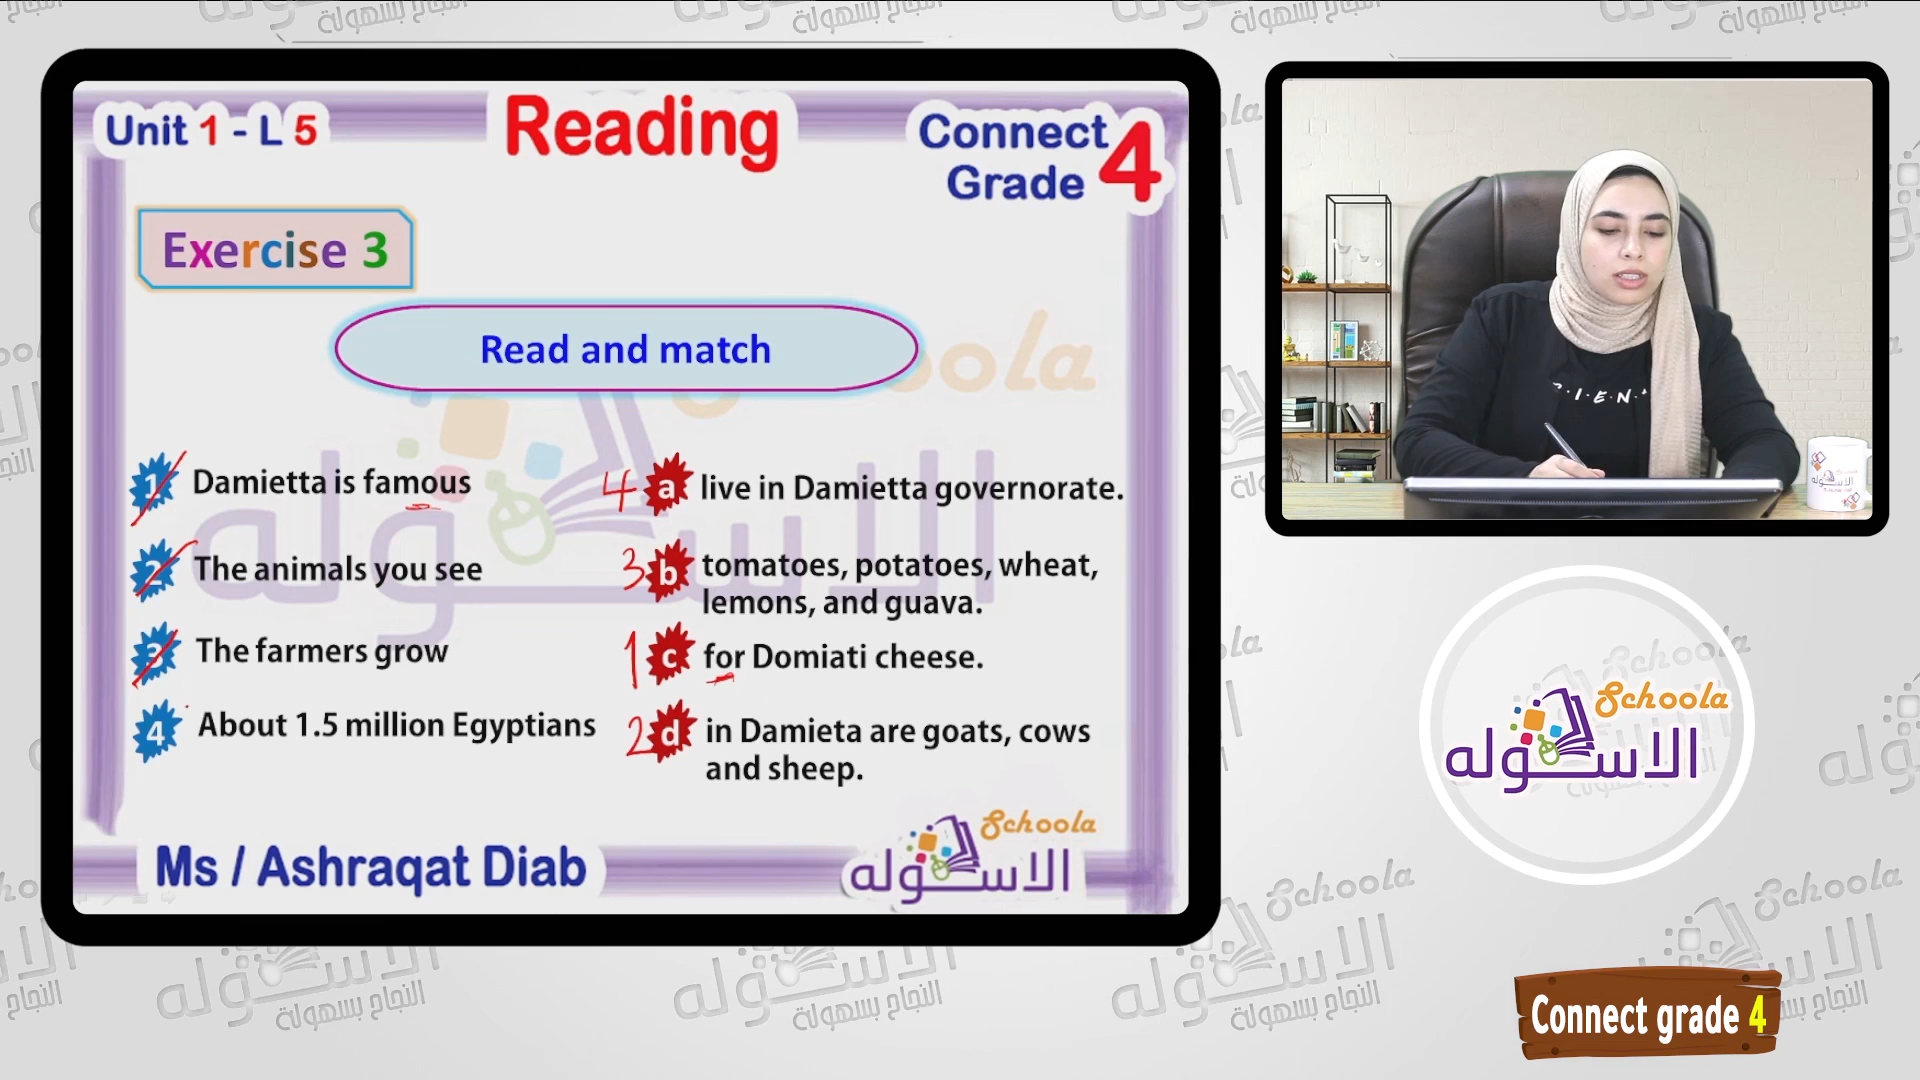 Unit 1 - L 5
Reading
Connect
Grade 4
Exercise 3
Read and match
1 Damietta is famous
4 a live in Damietta governorate.
2 The animals you see
3 b tomatoes, potatoes, wheat,
lemons, and guava.
3 The farmers grow
1 c for Domiati cheese.
4 About 1.5 million Egyptians
2 d in Damieta are goats, cows
and sheep.
Ms / Ashraqat Diab
Schoola
الاسكوله
Schoola
الاسكوله
Connect grade 4